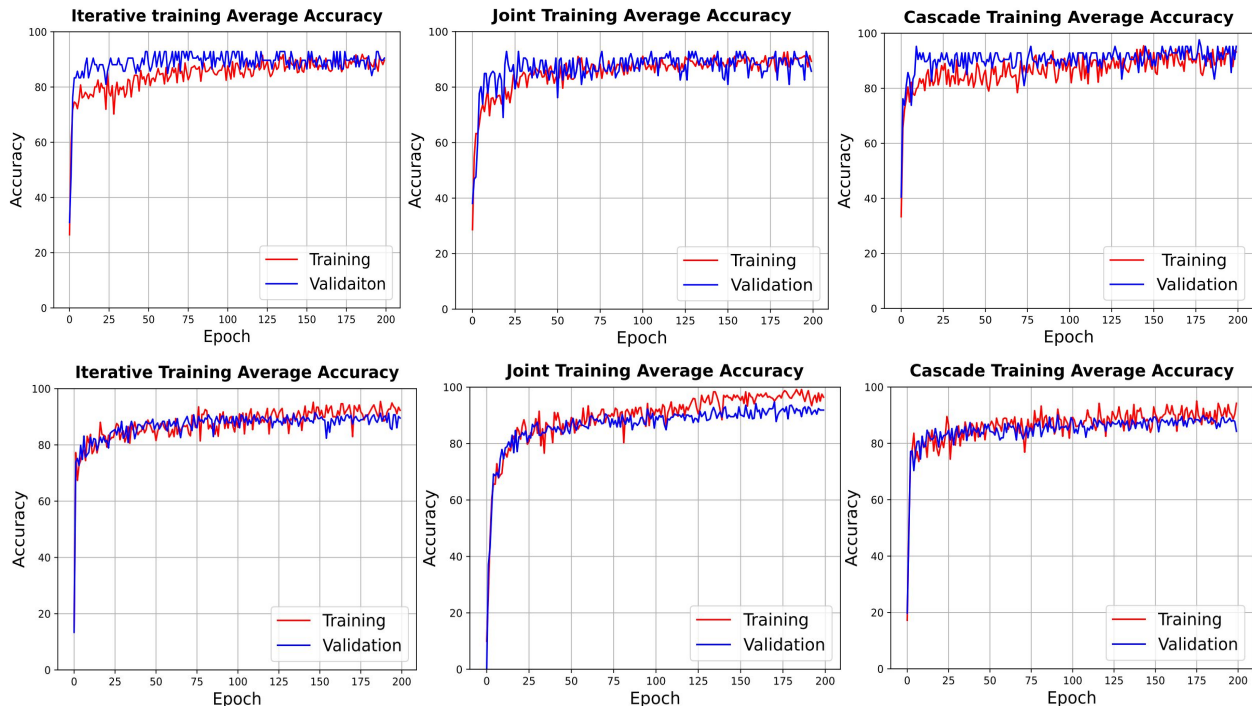 Iterative training Average Accuracy
Accuracy
100
80
60
40
20
0
0 25 50 75 100 125 150 175 200
Epoch
Training
Validaiton
Joint Training Average Accuracy
Accuracy
100
80
60
40
20
0
0 25 50 75 100 125 150 175 200
Epoch
Training
Validation
Cascade Training Average Accuracy
Accuracy
100
80
60
40
20
0
0 25 50 75 100 125 150 175 200
Epoch
Training
Validation
Iterative Training Average Accuracy
Accuracy
100
80
60
40
20
0
0 25 50 75 100 125 150 175 200
Epoch
Training
Validation
Joint Training Average Accuracy
Accuracy
100
80
60
40
20
0
0 25 50 75 100 125 150 175 200
Epoch
Training
Validation
Cascade Training Average Accuracy
Accuracy
100
80
60
40
20
0
0 25 50 75 100 125 150 175 200
Epoch
Training
Validation